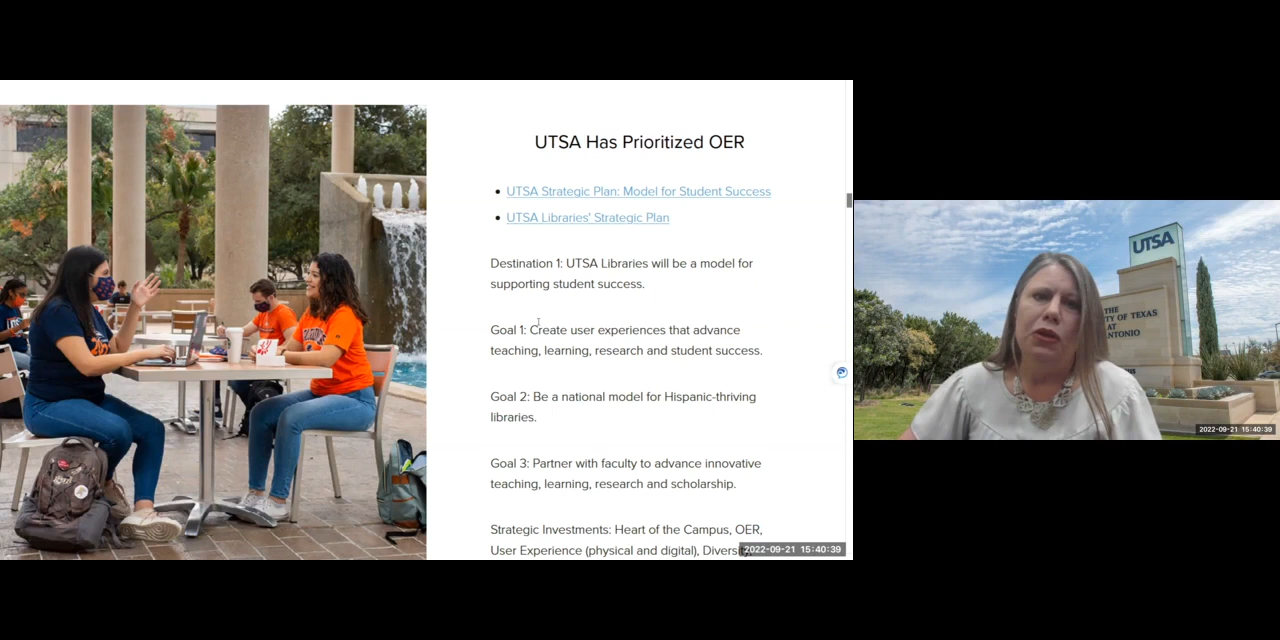 UTSA Has Prioritized OER
UTSA Strategic Plan: Model for Student Success
UTSA Libraries' Strategic Plan
Destination 1: UTSA Libraries will be a model for
supporting student success.
Goal 1: Create user experiences that advance
teaching, learning, research and student success.
Goal 2: Be a national model for Hispanic-thriving
libraries.
Goal 3: Partner with faculty to advance innovative
teaching, learning, research and scholarship.
Strategic Investments: Heart of the Campus, OER,
User Experience (physical and digital),
2022-09-21 15:40:39
UTSA
THE
OF TEXAS
AT
ANTONIO
2022-09-21 15:40:39